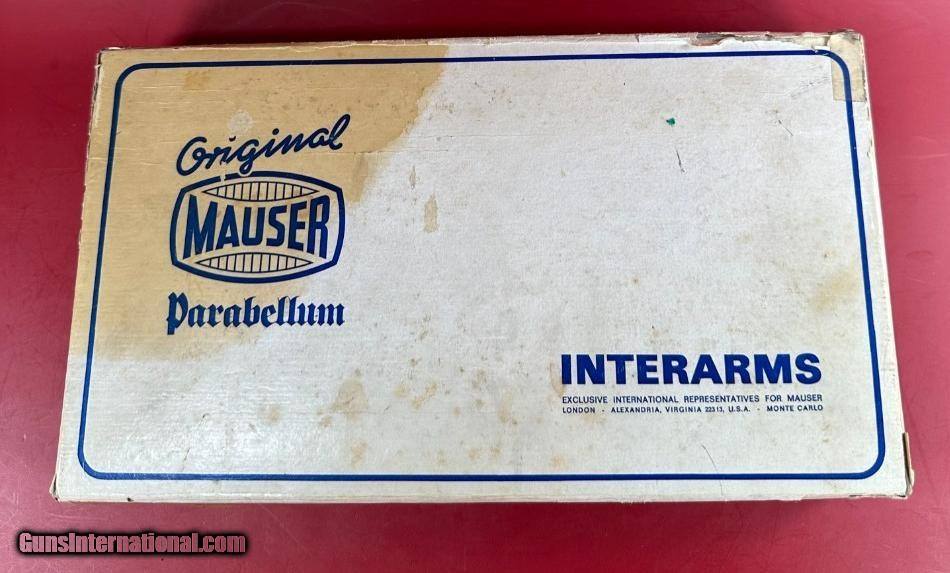 Original
MAUSER
Parabellum
INTERARMS
EXCLUSIVE INTERNATIONAL REPRESENTATIVES FOR MAUSER
LONDON - ALEXANDRIA, VIRGINIA 22313, U.S.A. - MONTE CARLO
GunsInternational.com